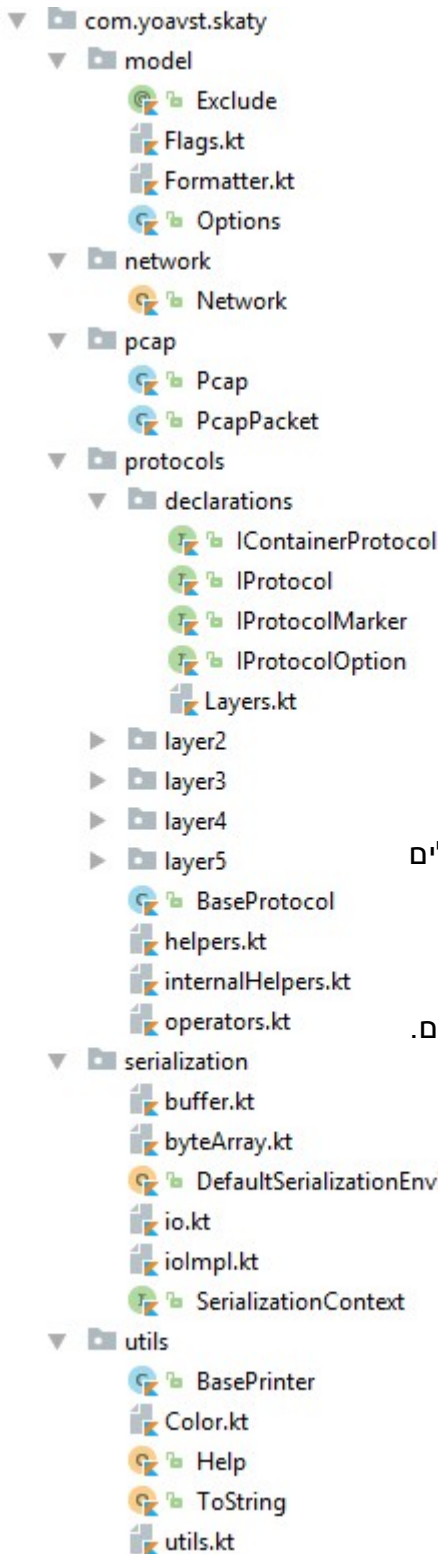 com.yoavst.skaty
model
Exclude
Flags.kt
Formatter.kt
Options
network
Network
pcap
Pcap
PcapPacket
protocols
declarations
IContainerProtocol
IProtocol
IProtocolMarker
IProtocolOption
Layers.kt
layer2
layer3
layer4
layer5
ים
BaseProtocol
helpers.kt
internalHelpers.kt
operators.kt
ם.
serialization
buffer.kt
byteArray.kt
DefaultSerializationEnv
io.kt
ioImpl.kt
SerializationContext
utils
BasePrinter
Color.kt
Help
ToString
utils.kt